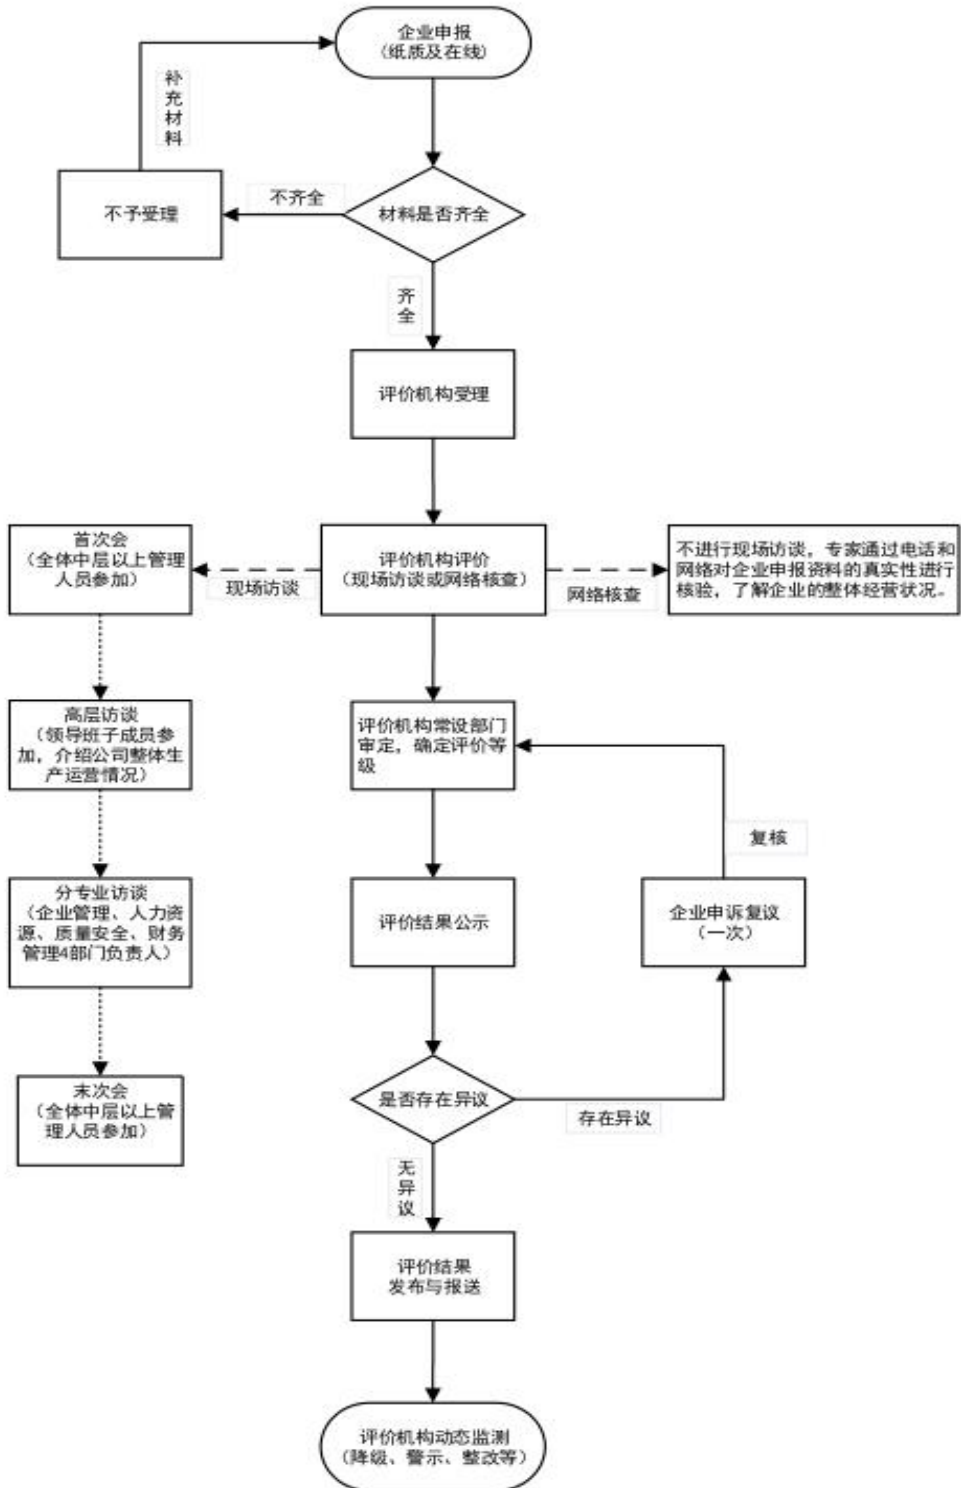 企业申报
(纸质及在线)
补
充
材
料
不予受理
不齐全
材料是否齐全
齐
全
评价机构受理
首次会
（全体中层以上管理
人员参加）
现场访谈
评价机构评价
（现场访谈或网络核查）
网络核查
不进行现场访谈，专家通过电话和
网络对企业申报资料的真实性进行
核验，了解企业的整体经营状况。
高层访谈
（领导班子成员参
加，介绍公司整体生
产运营情况）
评价机构常设部门
审定，确定评价等
级
复核
分专业访谈
（企业管理、人力资
源、质量安全、财务
管理4部门负责人）
评价结果公示
企业申诉复议
（一次）
末次会
（全体中层以上管
理人员参加）
是否存在异议
存在异议
无
异
议
评价结果
发布与报送
评价机构动态监测
（降级、警示、整改等）